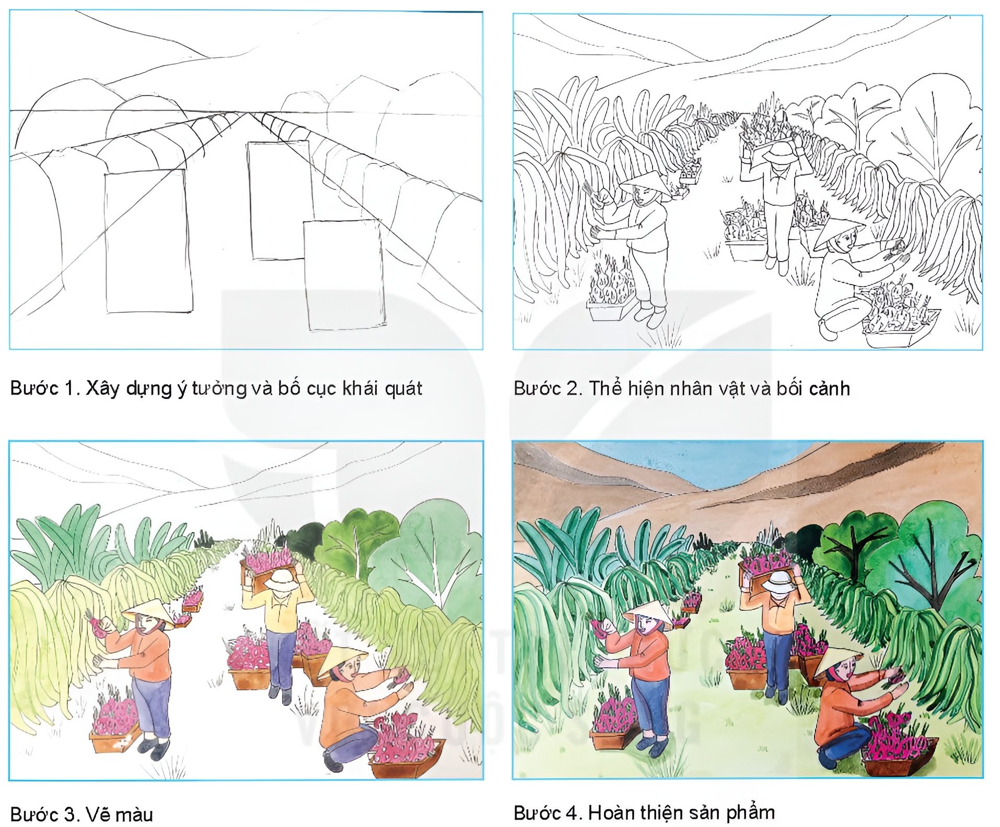 Bước 1. Xây dựng ý tưởng và bố cục khái quát
Bước 2. Thể hiện nhân vật và bối cảnh
Bước 3. Vẽ màu
Bước 4. Hoàn thiện sản phẩm